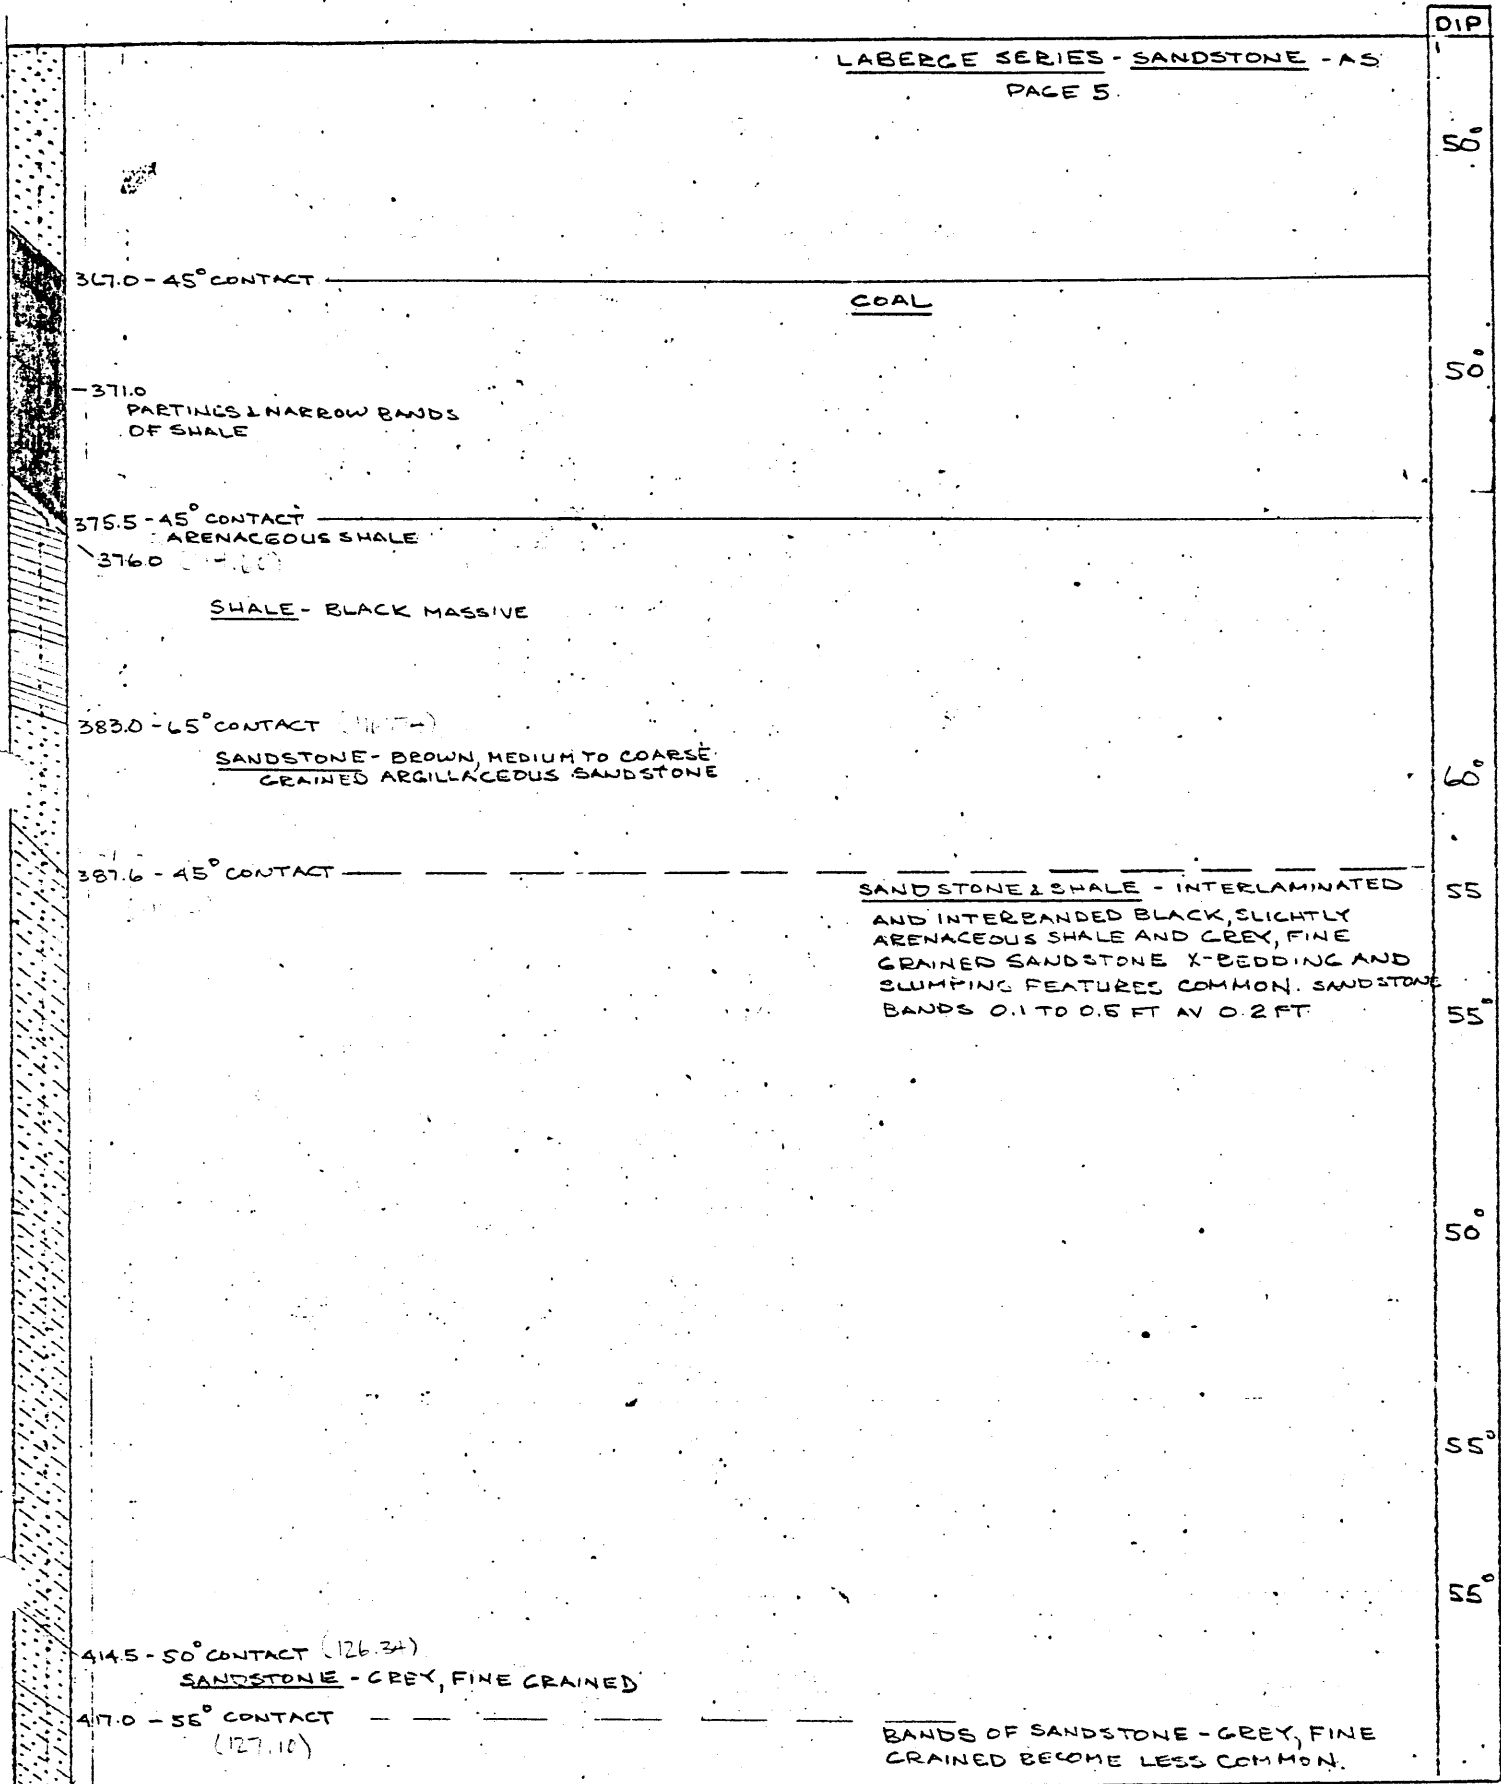 DIP
LABERGE SERIES - SANDSTONE - AS
PAGE 5.
50°
367.0 - 45° CONTACT
COAL
50°
371.0
PARTINGS & NARROW BANDS
OF SHALE
375.5 - 45° CONTACT
ARENACEOUS SHALE
376.0
SHALE - BLACK MASSIVE
383.0 - 65° CONTACT
SANDSTONE - BROWN, MEDIUM TO COARSE
GRAINED ARGILLACEOUS SANDSTONE
60°
387.6 - 45° CONTACT
SANDSTONE & SHALE - INTERLAMINATED
55
AND INTERBANDED BLACK, SLIGHTLY
ARENACEOUS SHALE AND GREY, FINE
GRAINED SANDSTONE X-BEDDING AND
SLUMPING FEATURES COMMON. SANDSTONE
BANDS 0.1 TO 0.5 FT AV 0.2 FT
55°
50°
55°
55°
414.5 - 50° CONTACT (126.34)
SANDSTONE - GREY, FINE GRAINED
417.0 - 55° CONTACT
(127.10)
BANDS OF SANDSTONE - GREY, FINE
GRAINED BECOME LESS COMMON.